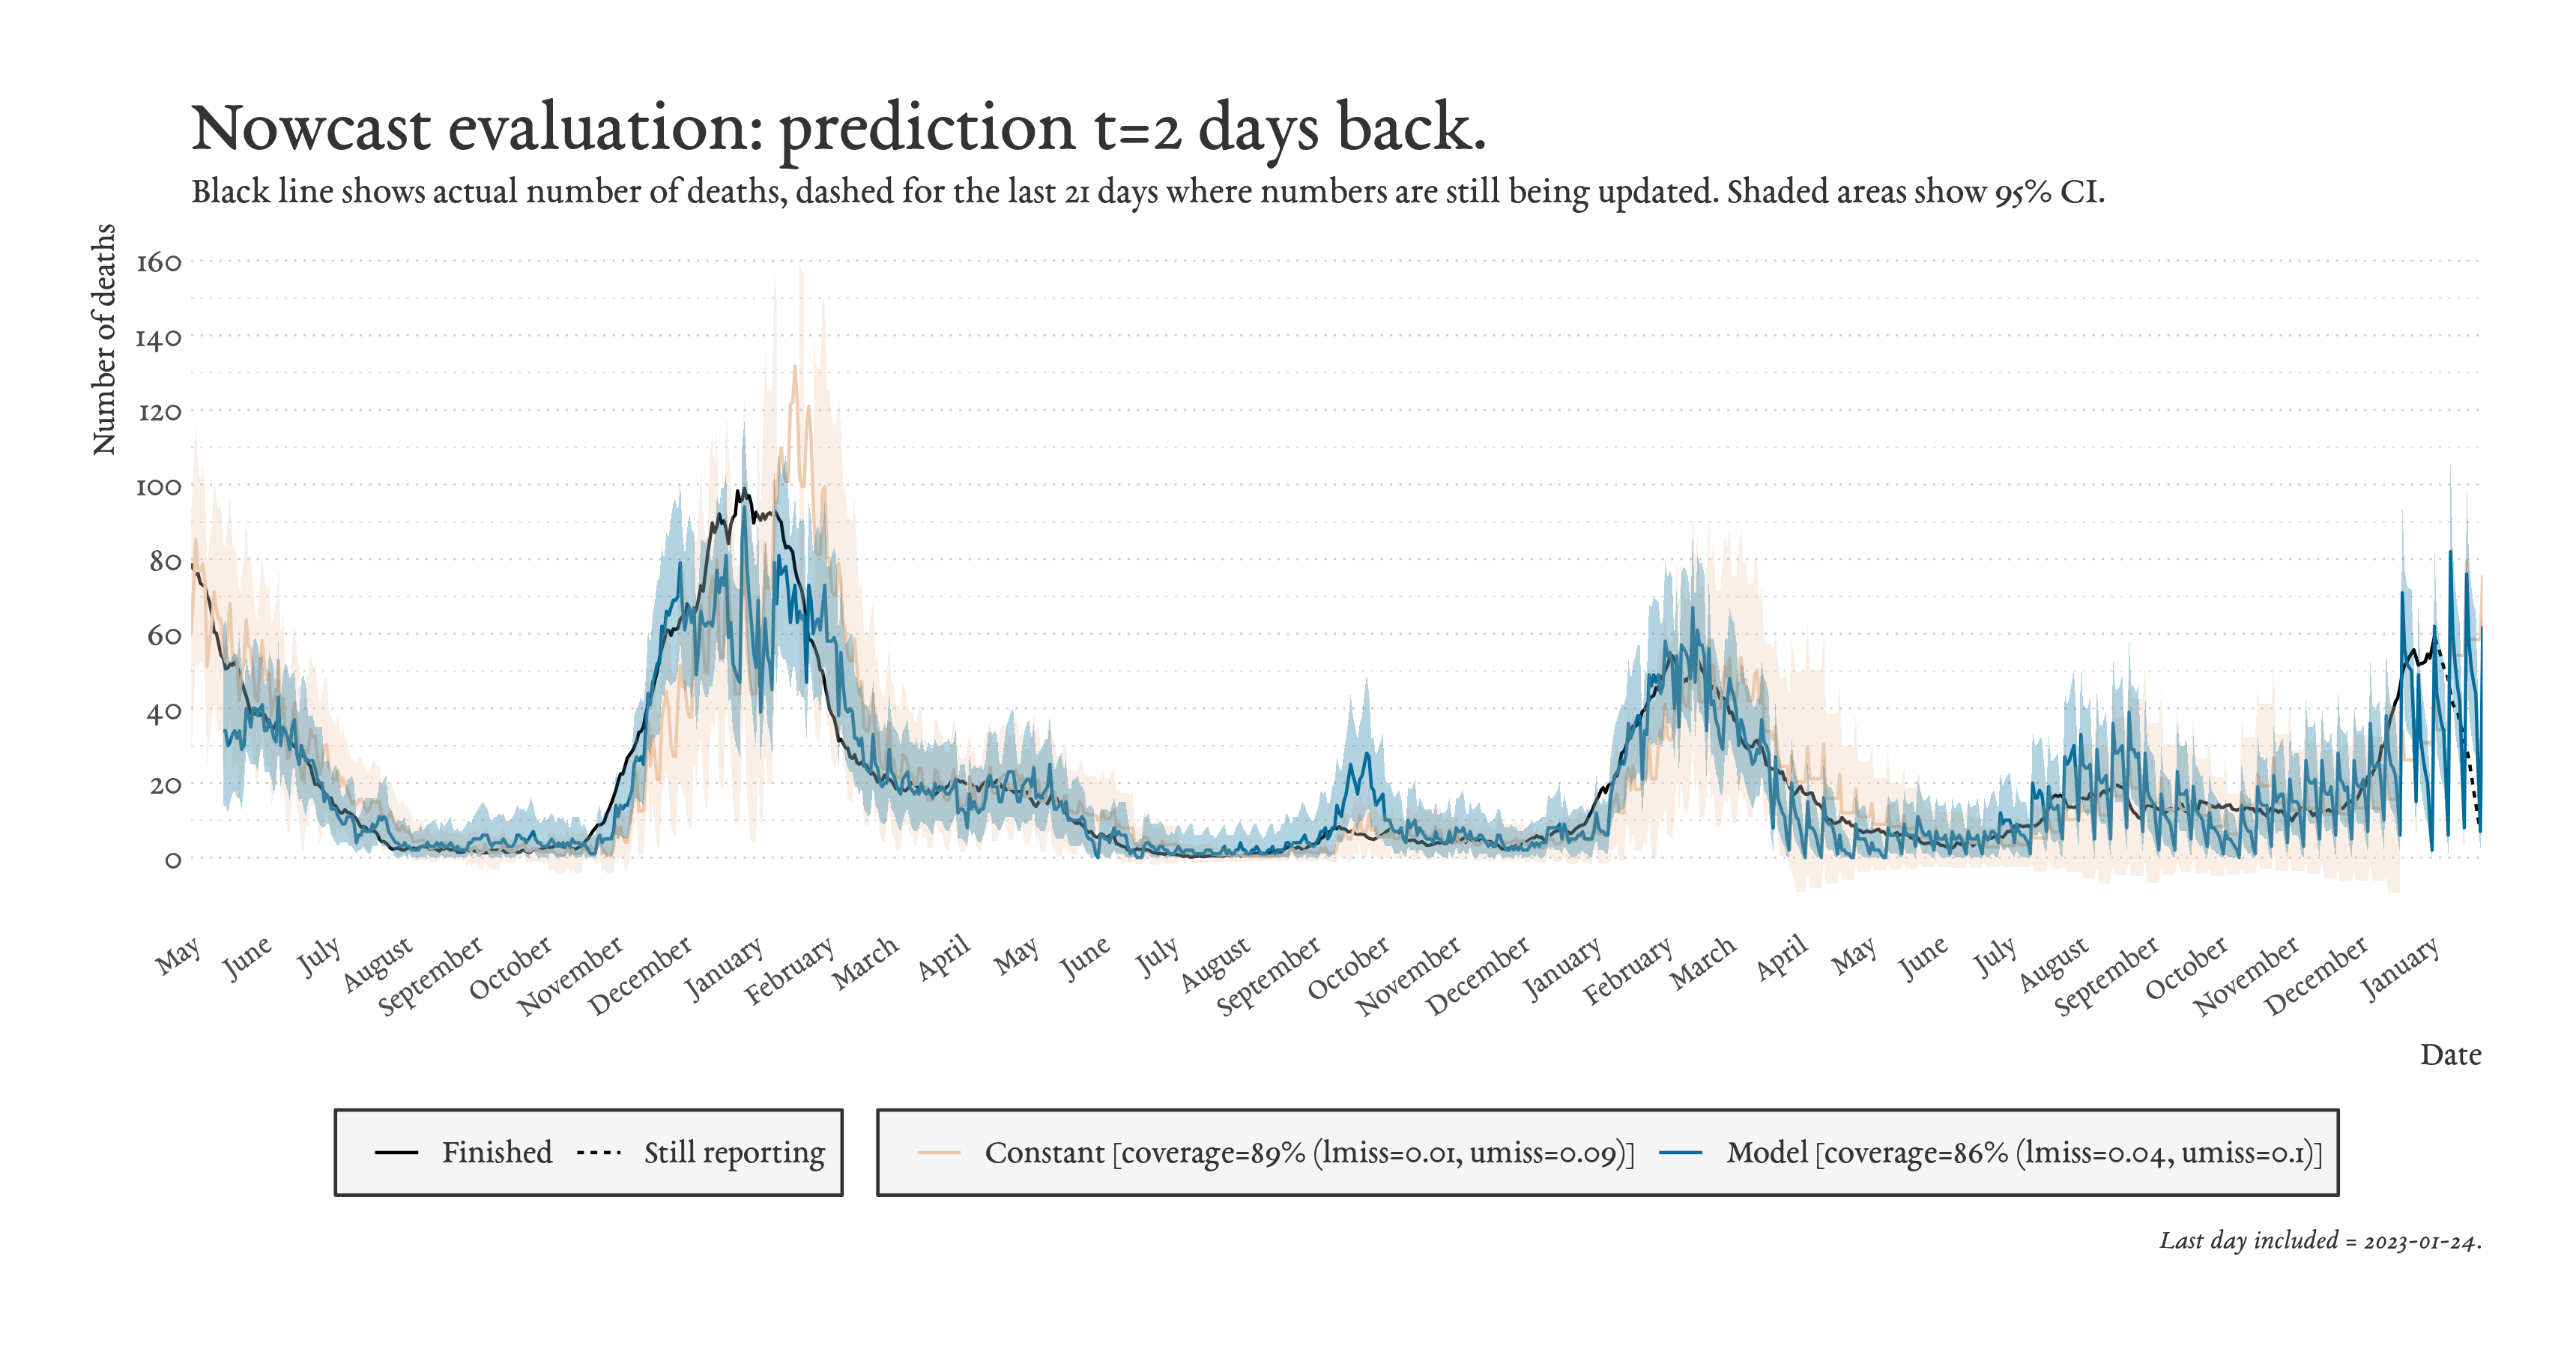 Nowcast evaluation: prediction t=2 days back.
Black line shows actual number of deaths, dashed for the last 21 days where numbers are still being updated. Shaded areas show 95% CI.
Number of deaths
160
140
120
100
80
60
40
20
0
May June July August September October November December January February March April May June July August September October November December January February March April May June July August September October November December January
Date
Finished Still reporting Constant [coverage=89% (lmiss=0.01, umiss=0.09)] Model [coverage=86% (lmiss=0.04, umiss=0.1)]
Last day included = 2023-01-24.